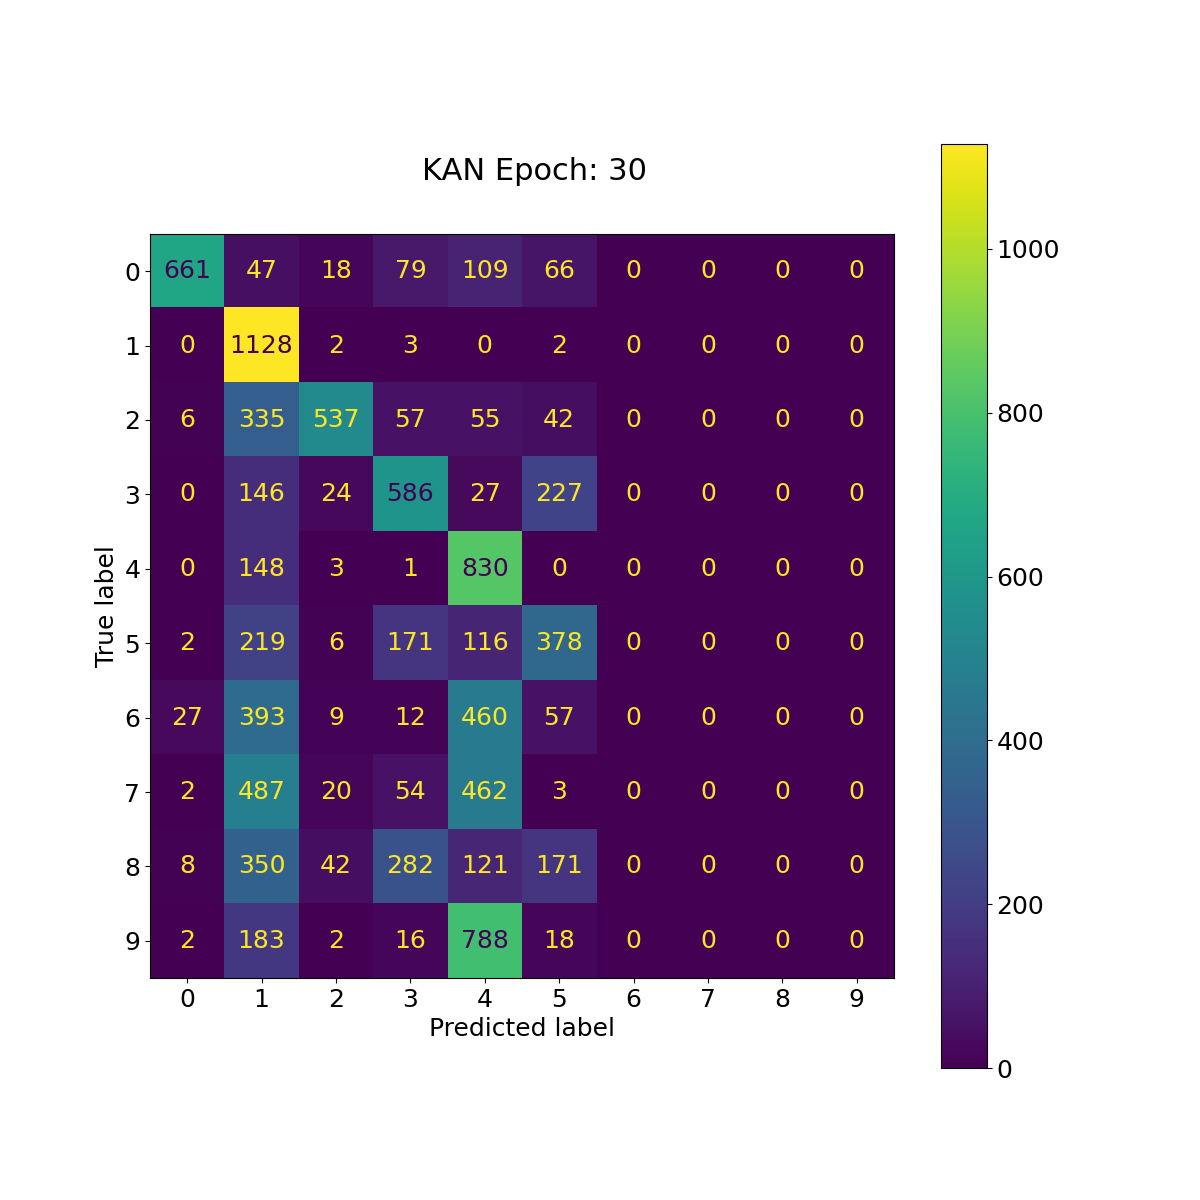 KAN Epoch: 30
0 661 47 18 79 109 66 0 0 0 0
1 0 1128 2 3 0 2 0 0 0 0
2 6 335 537 57 55 42 0 0 0 0
3 0 146 24 586 27 227 0 0 0 0
4 0 148 3 1 830 0 0 0 0 0
5 2 219 6 171 116 378 0 0 0 0
6 27 393 9 12 460 57 0 0 0 0
7 2 487 20 54 462 3 0 0 0 0
8 8 350 42 282 121 171 0 0 0 0
9 2 183 2 16 788 18 0 0 0 0
0 1 2 3 4 5 6 7 8 9
Predicted label
True label
1000
800
600
400
200
0